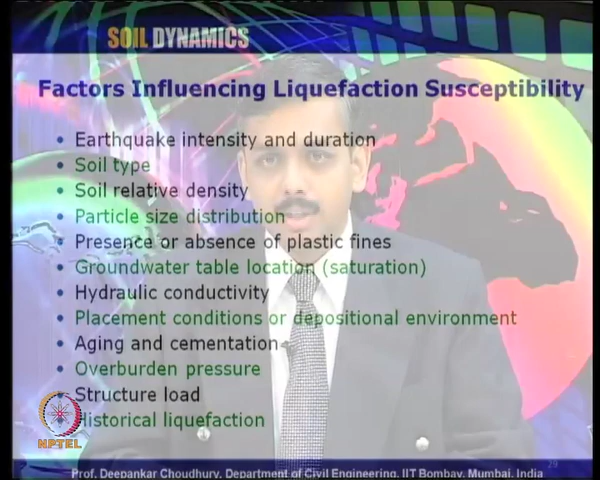 SOIL DYNAMICS
Factors Influencing Liquefaction Susceptibility
• Earthquake intensity and duration
• Soil type
• Soil relative density
• Particle size distribution
• Presence or absence of plastic fines
• Groundwater table location (saturation)
• Hydraulic conductivity
• Placement conditions or depositional environment
• Aging and cementation
• Overburden pressure
• Structure load
• Historical liquefaction
NPTEL
29
Prof. Deepankar Choudhury, Department of Civil Engineering, IIT Bombay, Mumbai, India